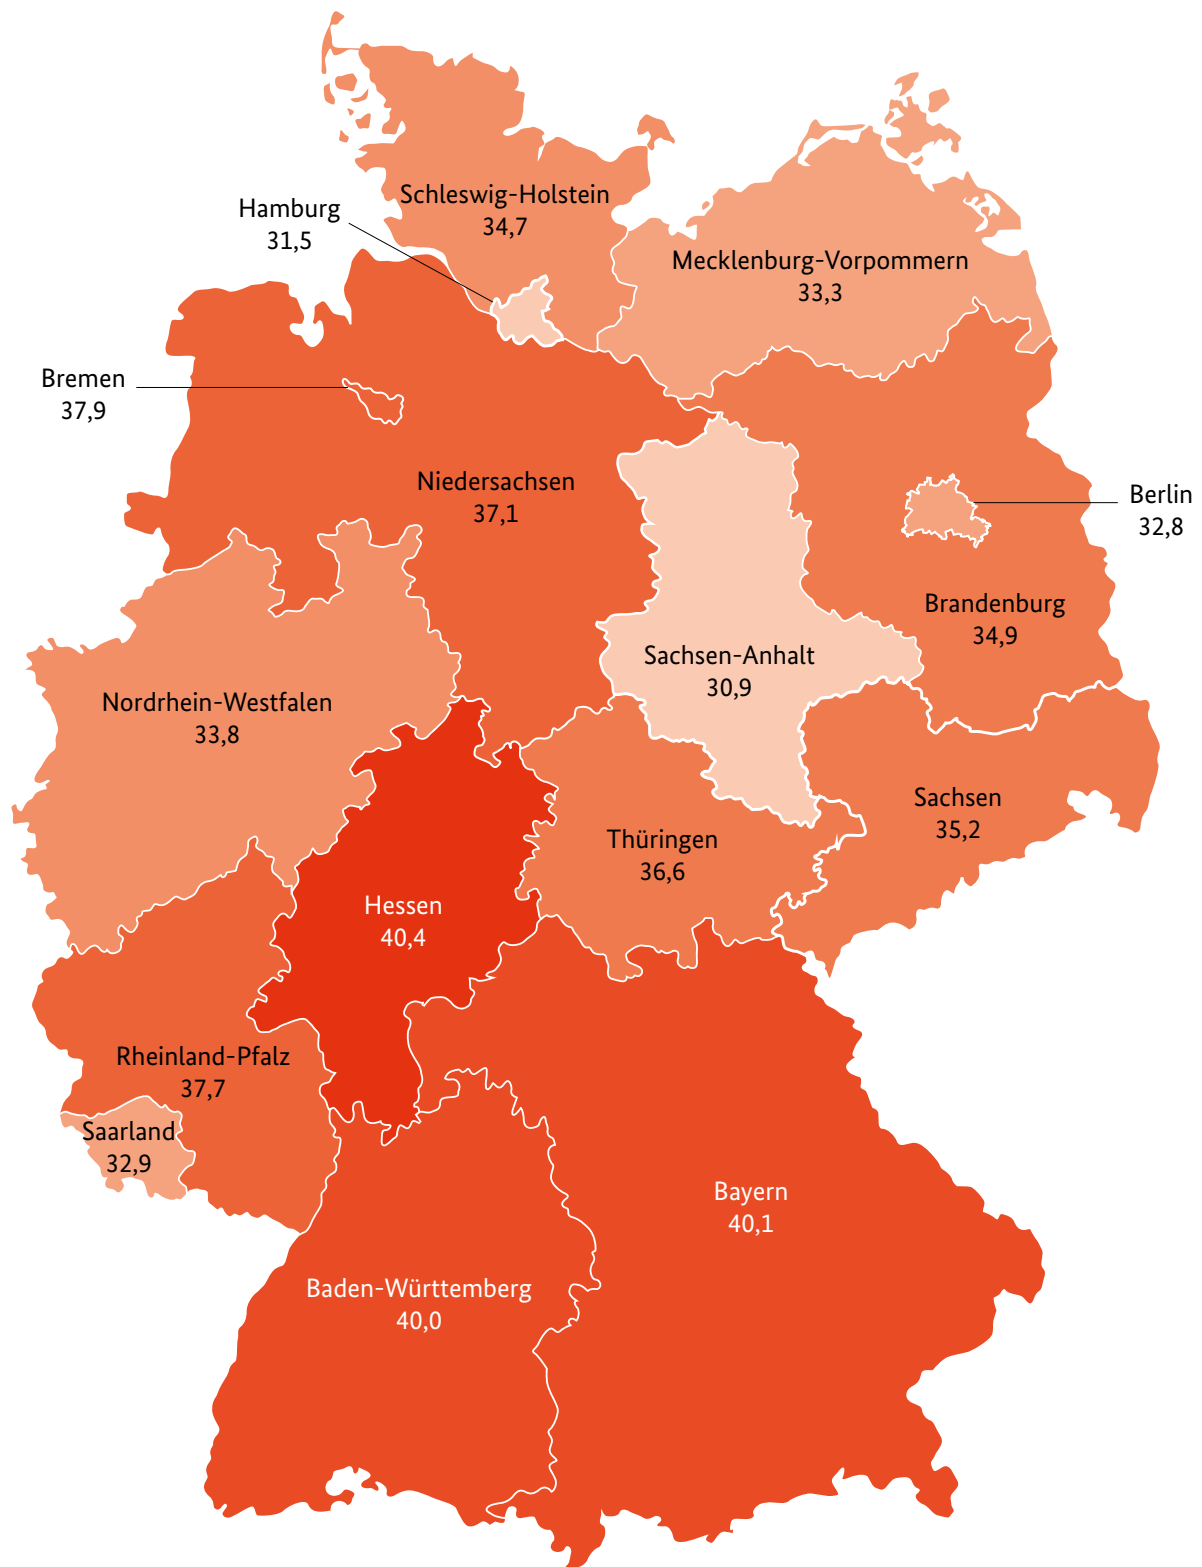 Schleswig-Holstein
34,7
Hamburg
31,5
Mecklenburg-Vorpommern
33,3
Bremen
37,9
Niedersachsen
37,1
Berlin
32,8
Brandenburg
34,9
Sachsen-Anhalt
30,9
Nordrhein-Westfalen
33,8
Sachsen
35,2
Thüringen
36,6
Hessen
40,4
Rheinland-Pfalz
37,7
Saarland
32,9
Bayern
40,1
Baden-Württemberg
40,0